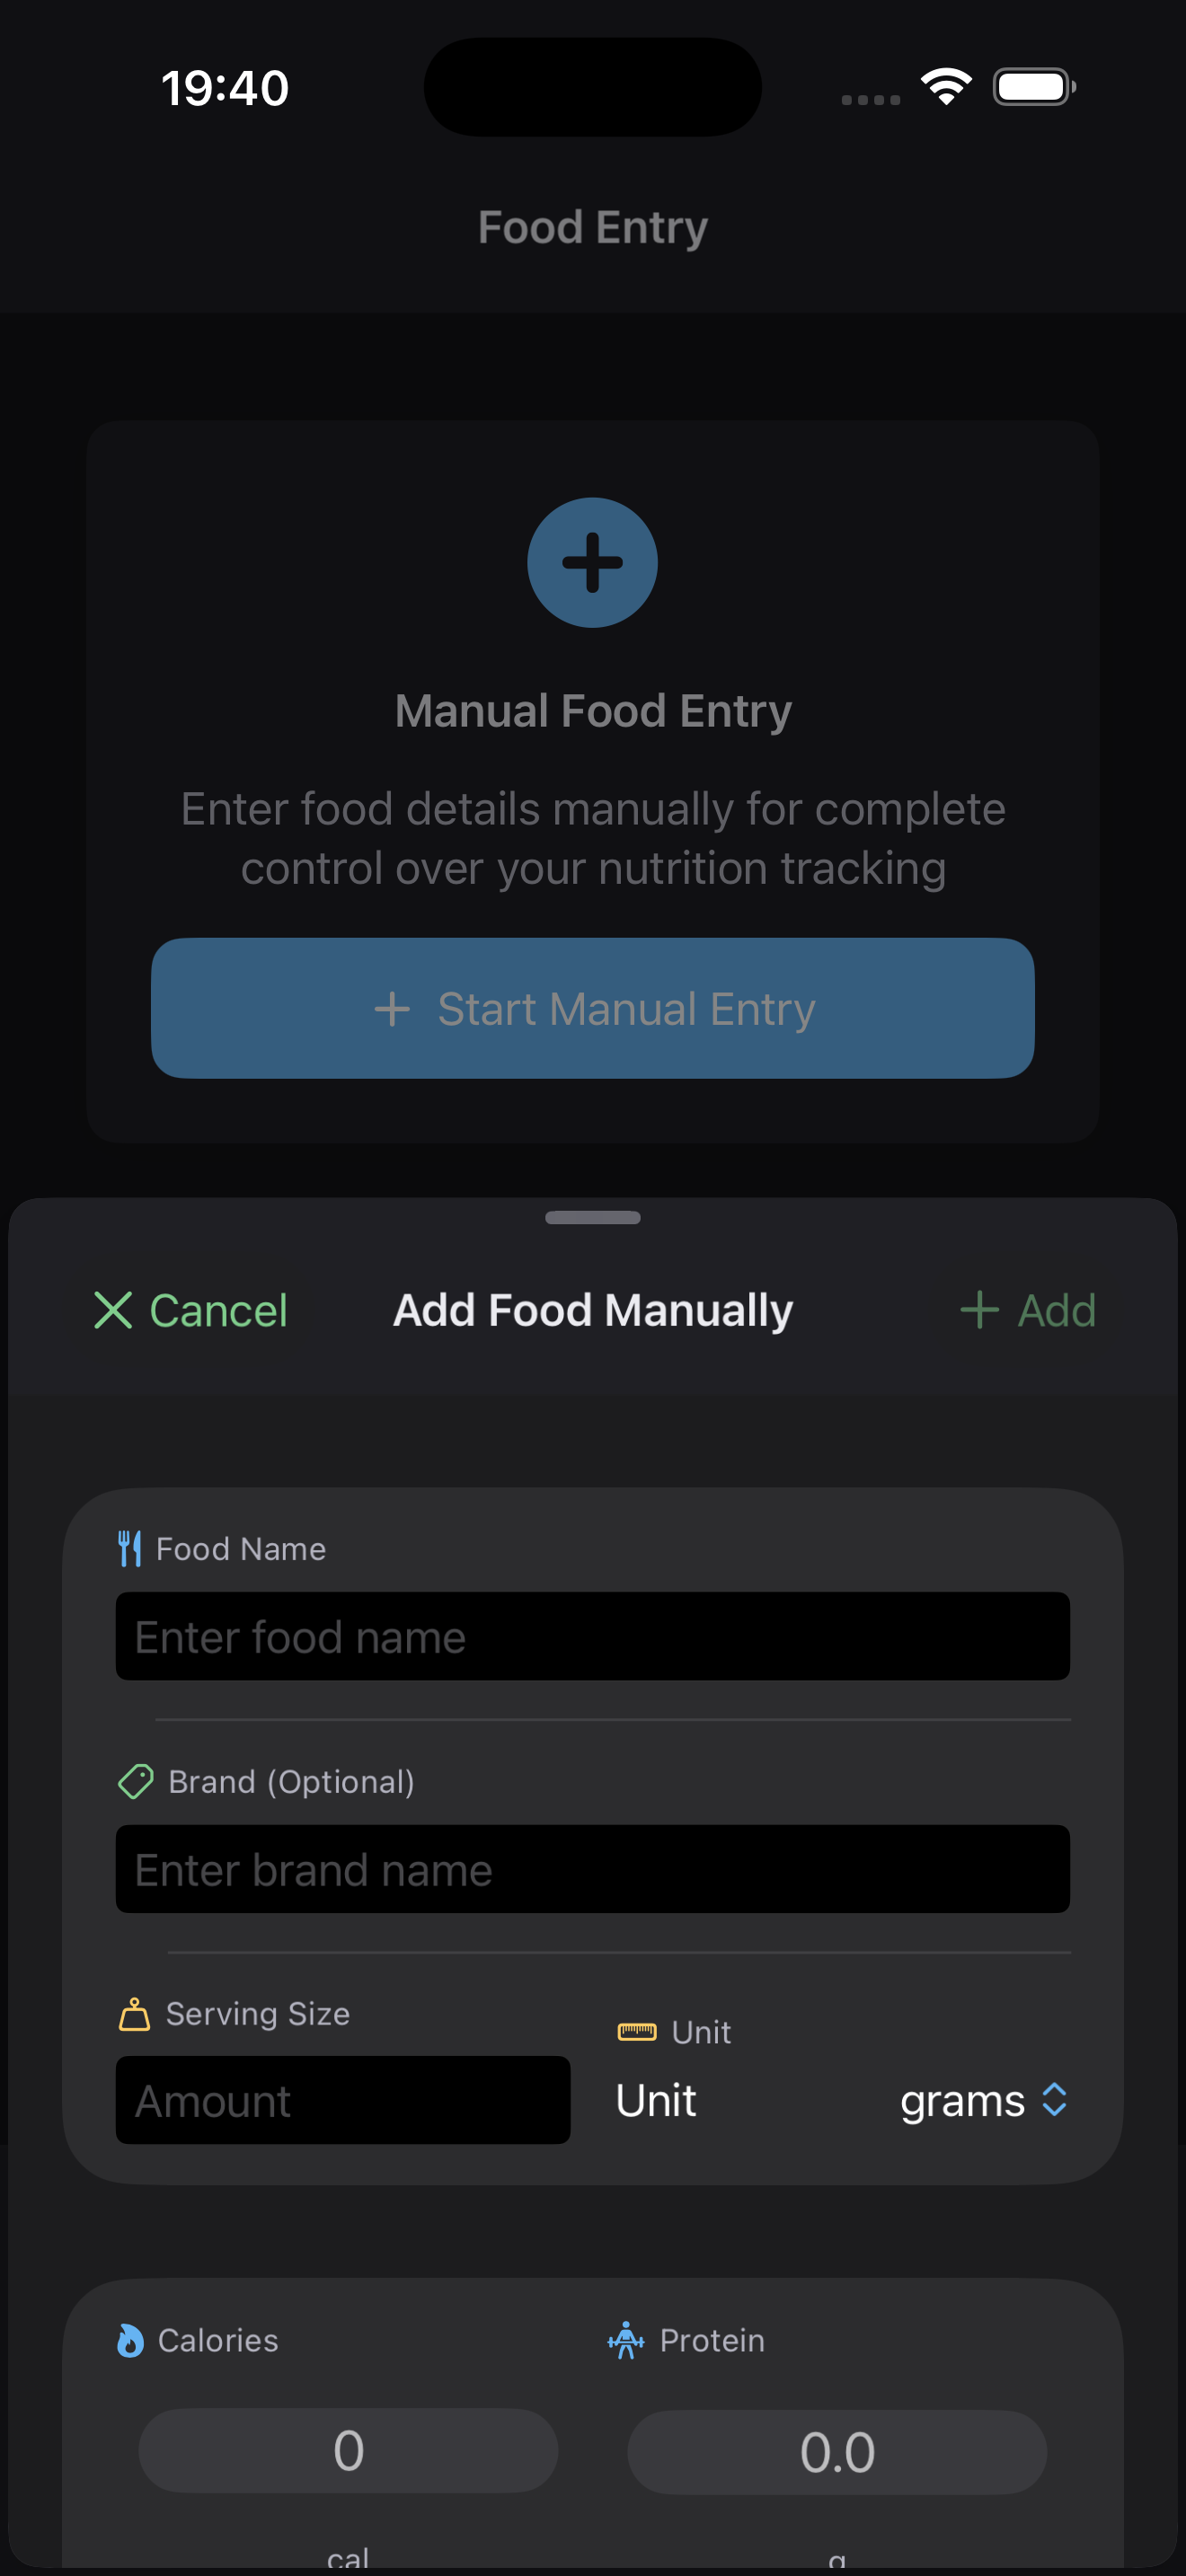 19:40
Food Entry
Manual Food Entry
Enter food details manually for complete
control over your nutrition tracking
Start Manual Entry
Cancel
Add Food Manually
Add
Food Name
Enter food name
Brand (Optional)
Enter brand name
Serving Size
Unit
Amount
Unit
grams
Calories
Protein
0
0.0
cal
g